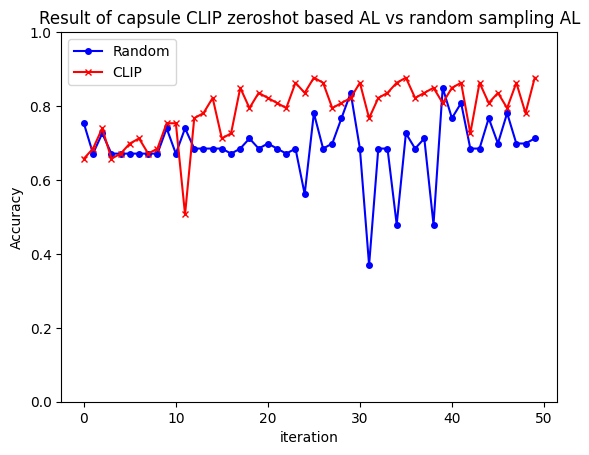 Result of capsule CLIP zeroshot based AL vs random sampling AL
Random
CLIP
Accuracy
1.0
0.8
0.6
0.4
0.2
0.0
0 10 20 30 40 50
iteration